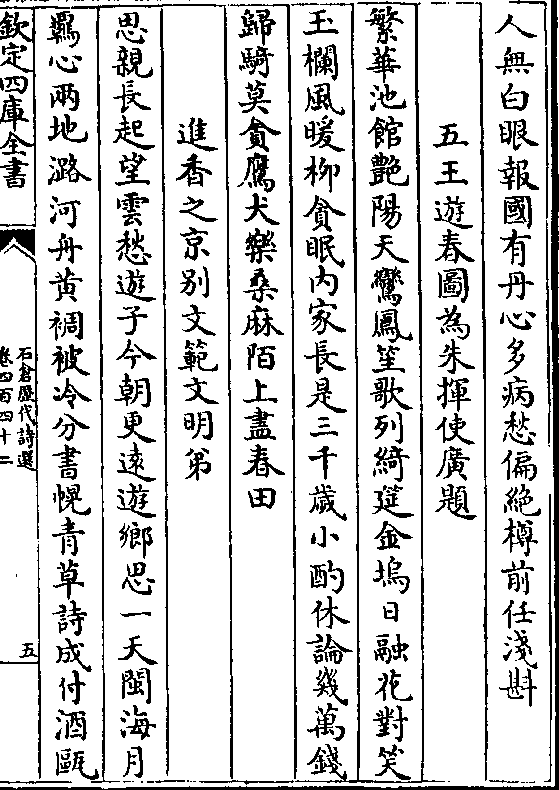 人無白眼報國有丹心多病愁偏絶樽前任淺斟
五王遊春圖為朱揮使廣題
繁華池館艷陽天鸞鳳笙歌列綺筵金塢日融花對笑
玉欄風暖柳貪眠内家長是三千歲小酌休論幾萬錢
歸騎莫貪鷹犬樂桑麻陌上盡春田
進香之京别文範文明弟
思親長起望雲愁遊子今朝更遠遊鄉思一天閩海月
羈心兩地潞河舟黄裯被冷分書幌青草詩成付酒甌
欽定四庫全書
石倉歷代詩選
卷四百四十二
五